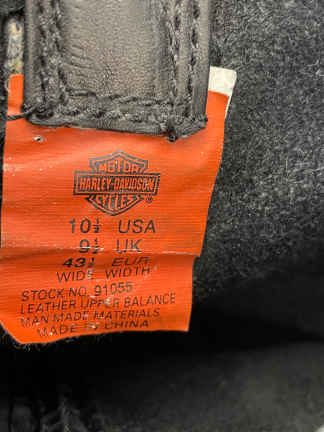 MOTOR
HARLEY-DAVIDSON
CYCLES
10½ USA
9½ UK
43½ EUR
WIDE WIDTH
STOCK NO. 91055
LEATHER UPPER BALANCE
MAN MADE MATERIALS
MADE IN CHINA